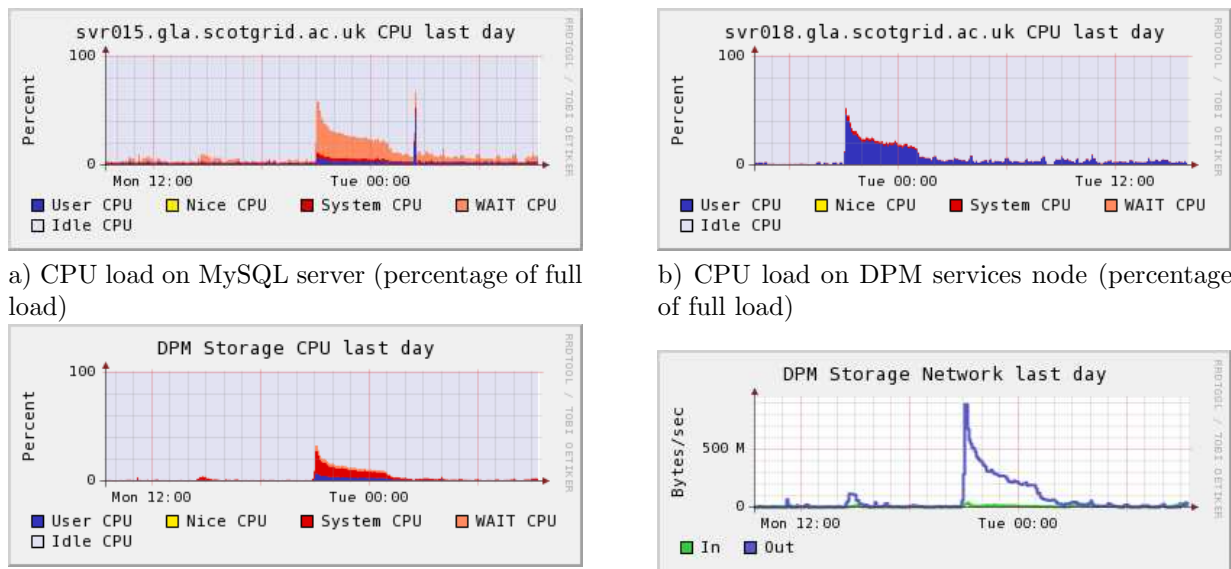 svr015.gla.scotgrid.ac.uk CPU last day
100
0
Percent
Mon 12:00 Tue 00:00
User CPU Nice CPU System CPU WAIT CPU
Idle CPU
RRDTOOL / TOBI OETIKER
a) CPU load on MySQL server (percentage of full
load)
svr018.gla.scotgrid.ac.uk CPU last day
100
0
Percent
Tue 00:00 Tue 12:00
User CPU Nice CPU System CPU WAIT CPU
Idle CPU
RRDTOOL / TOBI OETIKER
b) CPU load on DPM services node (percentage
of full load)
DPM Storage CPU last day
100
0
Percent
Mon 12:00 Tue 00:00
User CPU Nice CPU System CPU WAIT CPU
Idle CPU
RRDTOOL / TOBI OETIKER
DPM Storage Network last day
500 M
0
Bytes/sec
Mon 12:00 Tue 00:00
In Out
RRDTOOL / TOBI OETIKER